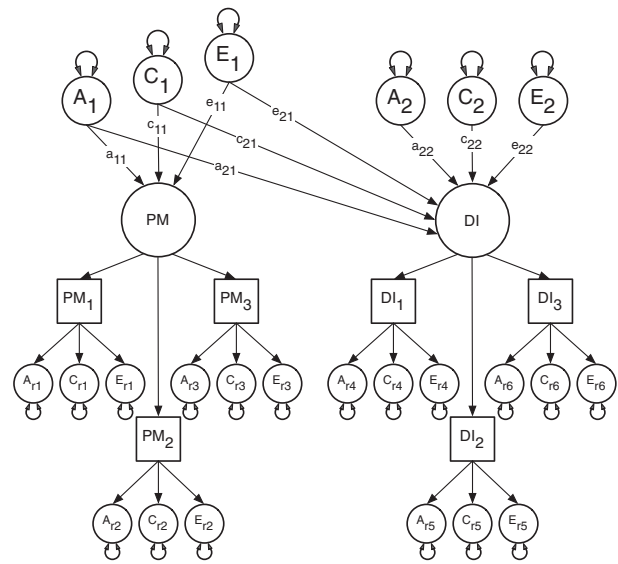 E₁
C₁
A₁
A₂
C₂
E₂
e₁₁
e₂₁
c₁₁
c₂₁
a₁₁
a₂₁
a₂₂
c₂₂
e₂₂
PM
DI
PM₁
PM₃
DI₁
DI₃
Aᵣ₁ Cᵣ₁ Eᵣ₁ Aᵣ₃ Cᵣ₃ Eᵣ₃ Aᵣ₄ Cᵣ₄ Eᵣ₄ Aᵣ₆ Cᵣ₆ Eᵣ₆
PM₂
DI₂
Aᵣ₂ Cᵣ₂ Eᵣ₂ Aᵣ₅ Cᵣ₅ Eᵣ₅